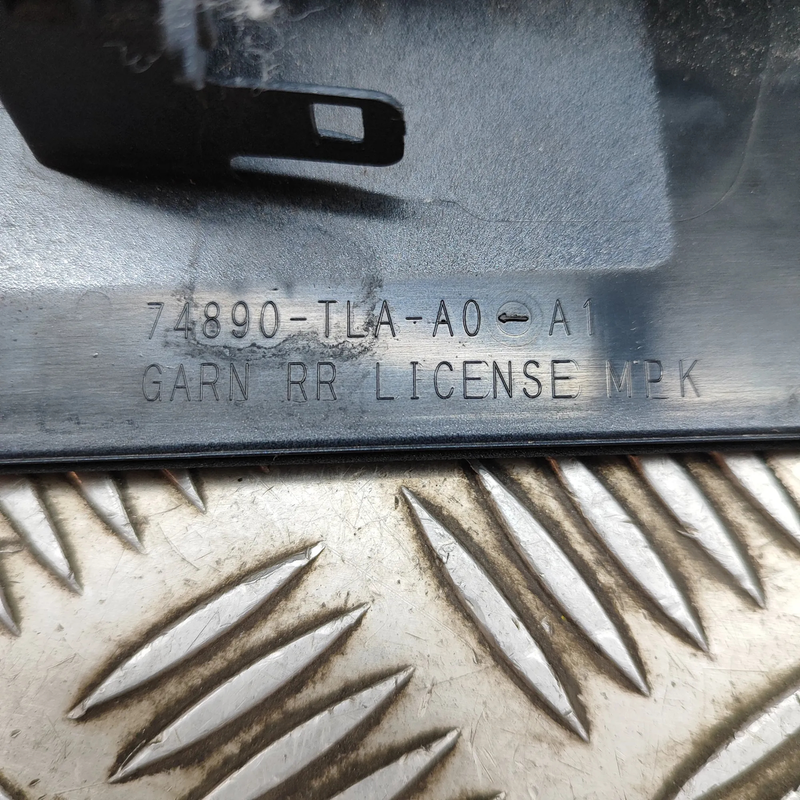 74890-TLA-A0 A1
GARN RR LICENSE MPK